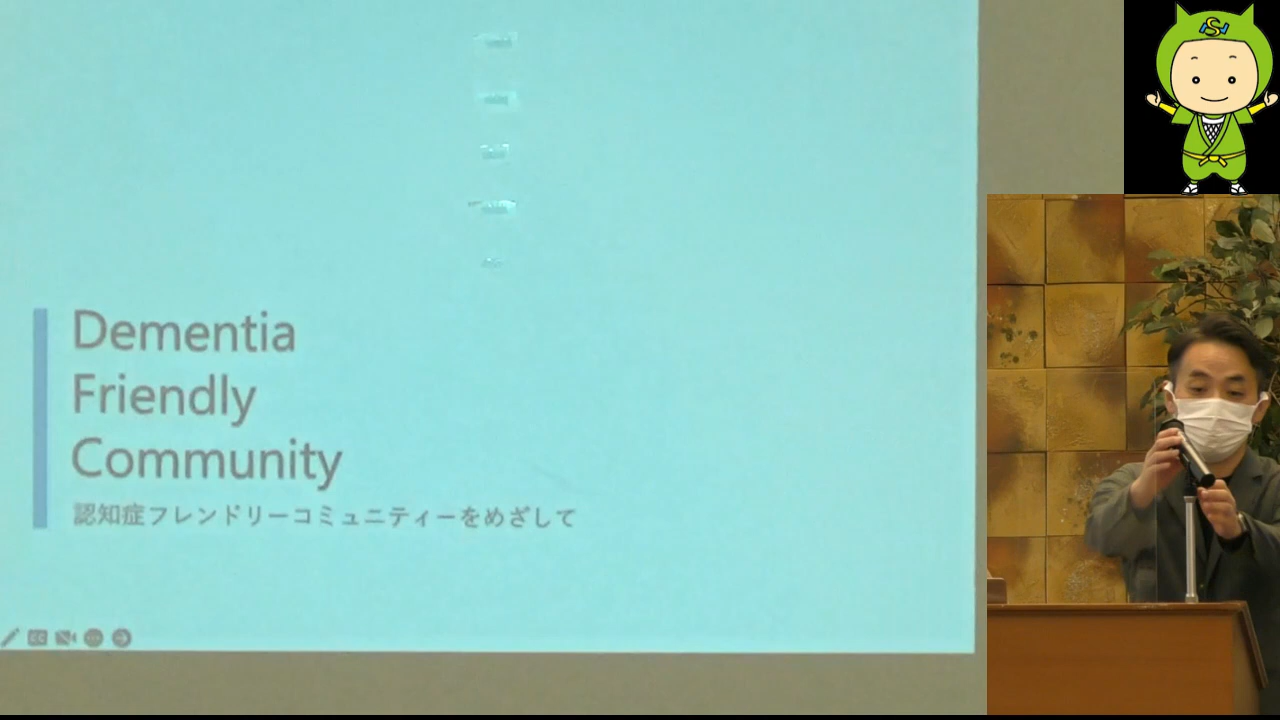 Dementia
Friendly
Community
認知症フレンドリーコミュニティーをめざして
S